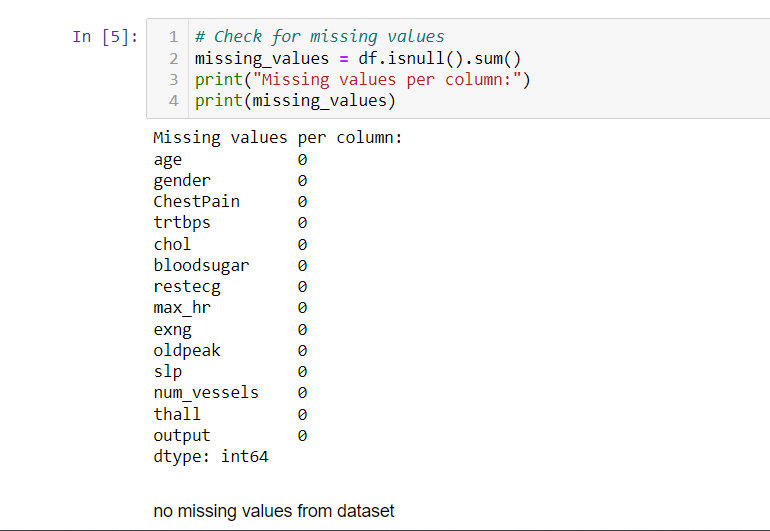 In [5]:
1 # Check for missing values
2 missing_values = df.isnull().sum()
3 print("Missing values per column:")
4 print(missing_values)
Missing values per column:
age 0
gender 0
ChestPain 0
trtbps 0
chol 0
bloodsugar 0
restecg 0
max_hr 0
exng 0
oldpeak 0
slp 0
num_vessels 0
thall 0
output 0
dtype: int64
no missing values from dataset